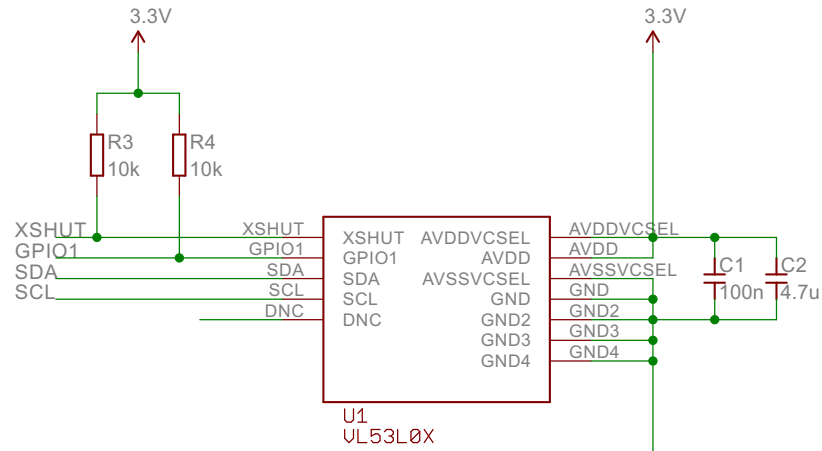 3.3V
3.3V
R3
10k
R4
10k
XSHUT
GPIO1
SDA
SCL
XSHUT
GPIO1
SDA
SCL
DNC
XSHUT
GPIO1
SDA
SCL
DNC
AVDDVCSEL
AVDD
AVSSVCSEL
GND
GND2
GND3
GND4
AVDDVCSEL
AVDD
AVSSVCSEL
GND
GND2
GND3
GND4
C1
100n
C2
4.7u
U1
VL53L0X